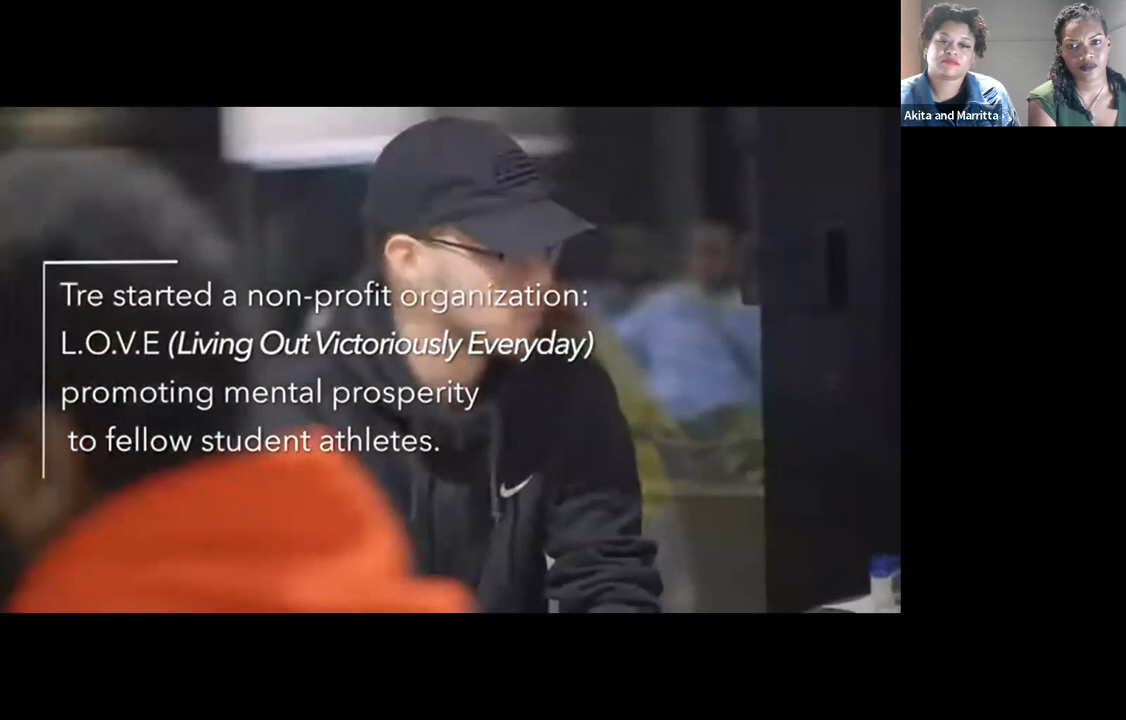 Tre started a non-profit organization:
L.O.V.E (Living Out Victoriously Everyday)
promoting mental prosperity
to fellow student athletes.
Akita and Marritta